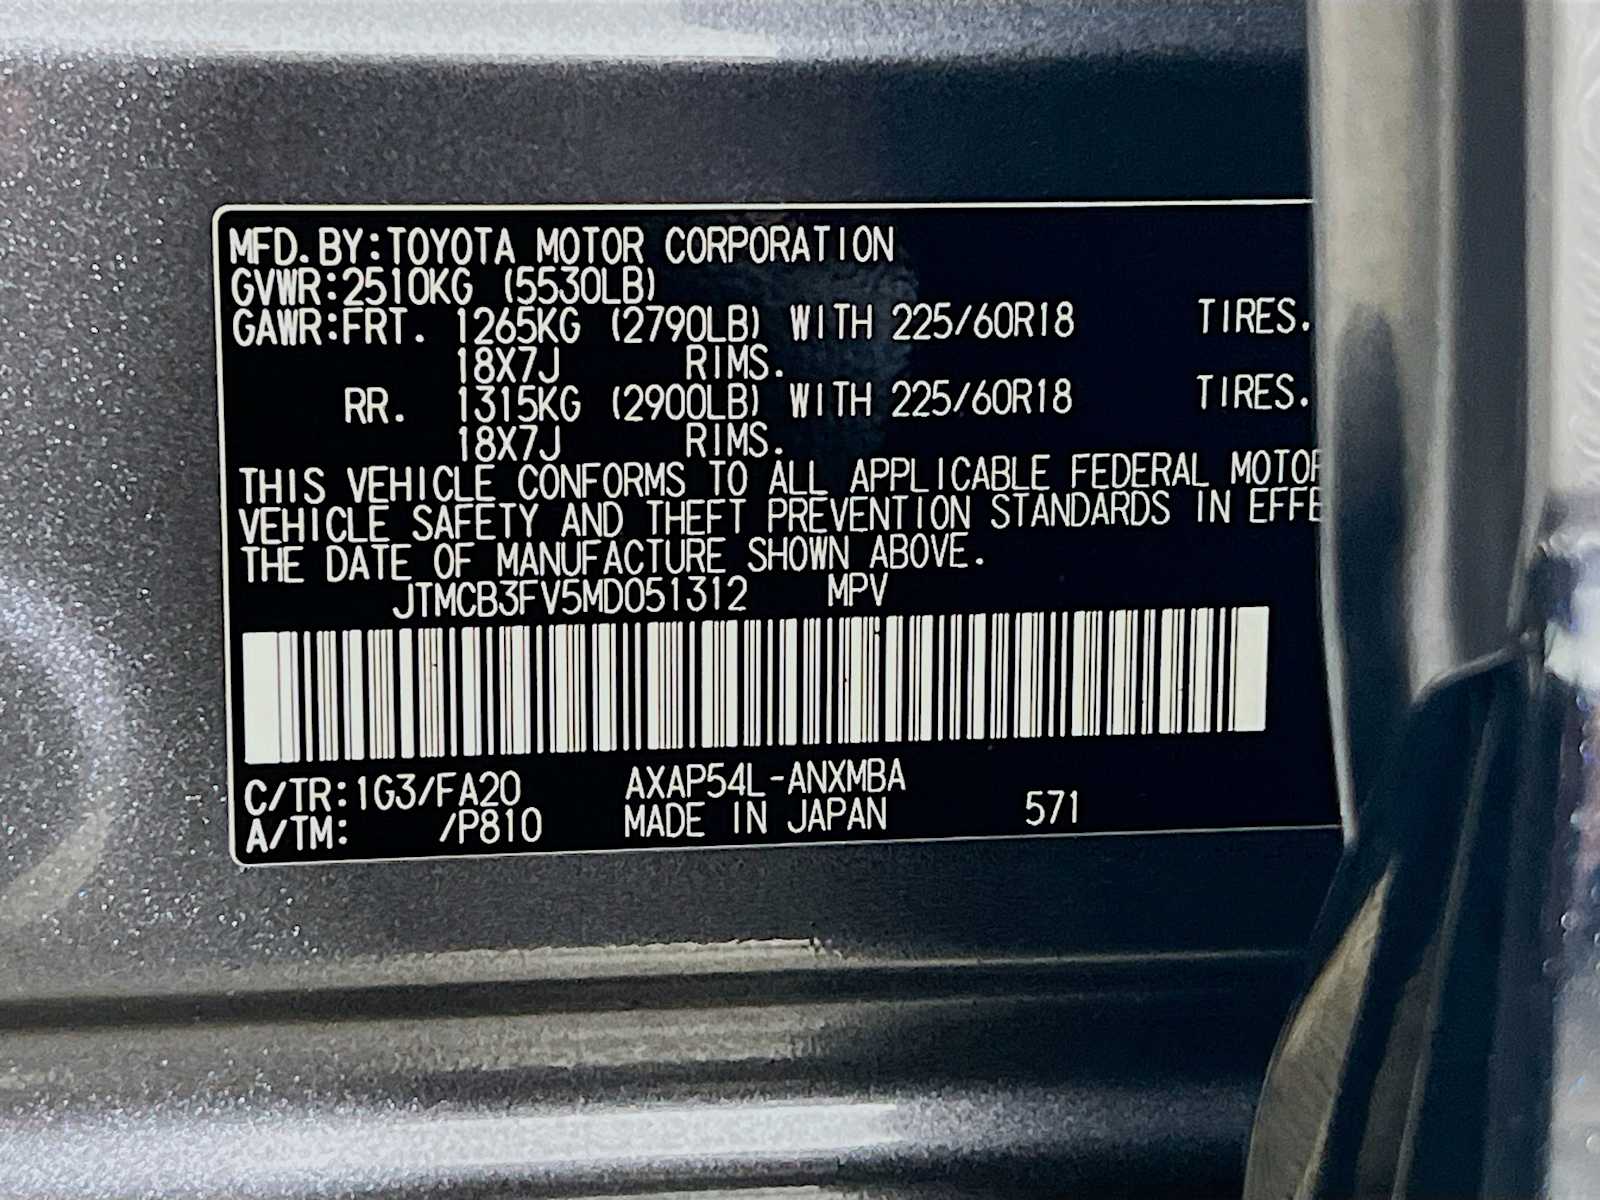 MFD.BY:TOYOTA MOTOR CORPORATION
GVWR:2510KG (5530LB)
GAWR:FRT. 1265KG (2790LB) WITH 225/60R18 TIRES.
18X7J RIMS.
RR. 1315KG (2900LB) WITH 225/60R18 TIRES.
18X7J RIMS.
THIS VEHICLE CONFORMS TO ALL APPLICABLE FEDERAL MOTOR
VEHICLE SAFETY AND THEFT PREVENTION STANDARDS IN EFFE
THE DATE OF MANUFACTURE SHOWN ABOVE.
JTMCB3FV5MD051312 MPV
C/TR:1G3/FA20 AXAP54L-ANXMBA
A/TM: /P810 MADE IN JAPAN 571